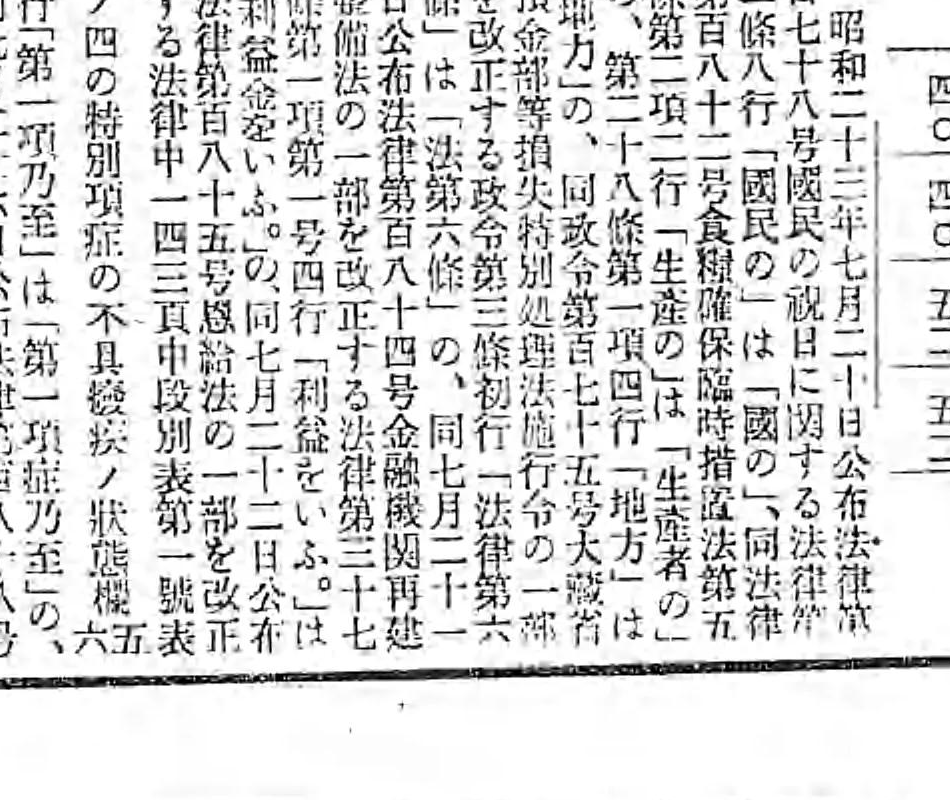 四〇
四〇
五二
五二
昭和二十三年七月二十日公布法律第
百七十八号國民の祝日に関する法律第
二條八行「國民の」は「國の」、同法律
第百八十二号食糧確保臨時措置法第五
條第二項二行「生産の」は「生産者の」
の、第二十八條第一項四行「地方」は
「地力」の、同政令第百七十五号大藏省
預金部等損失特別処理法施行令の一部
を改正する政令第三條初行「法律第六
條」は「法第六條」の、同七月二十一
日公布法律第百八十四号金融機関再建
整備法の一部を改正する法律第三十七
條第一項第一号四行「利益をいふ。」は
「利益金をいふ。」の、同七月二十二日公布
法律第百八十五号恩給法の一部を改正
する法律中一四三頁中段別表第一號表
ノ四の特別項症の不具癈疾ノ狀態欄五
六行「第一項乃至」は「第一項症乃至」の、